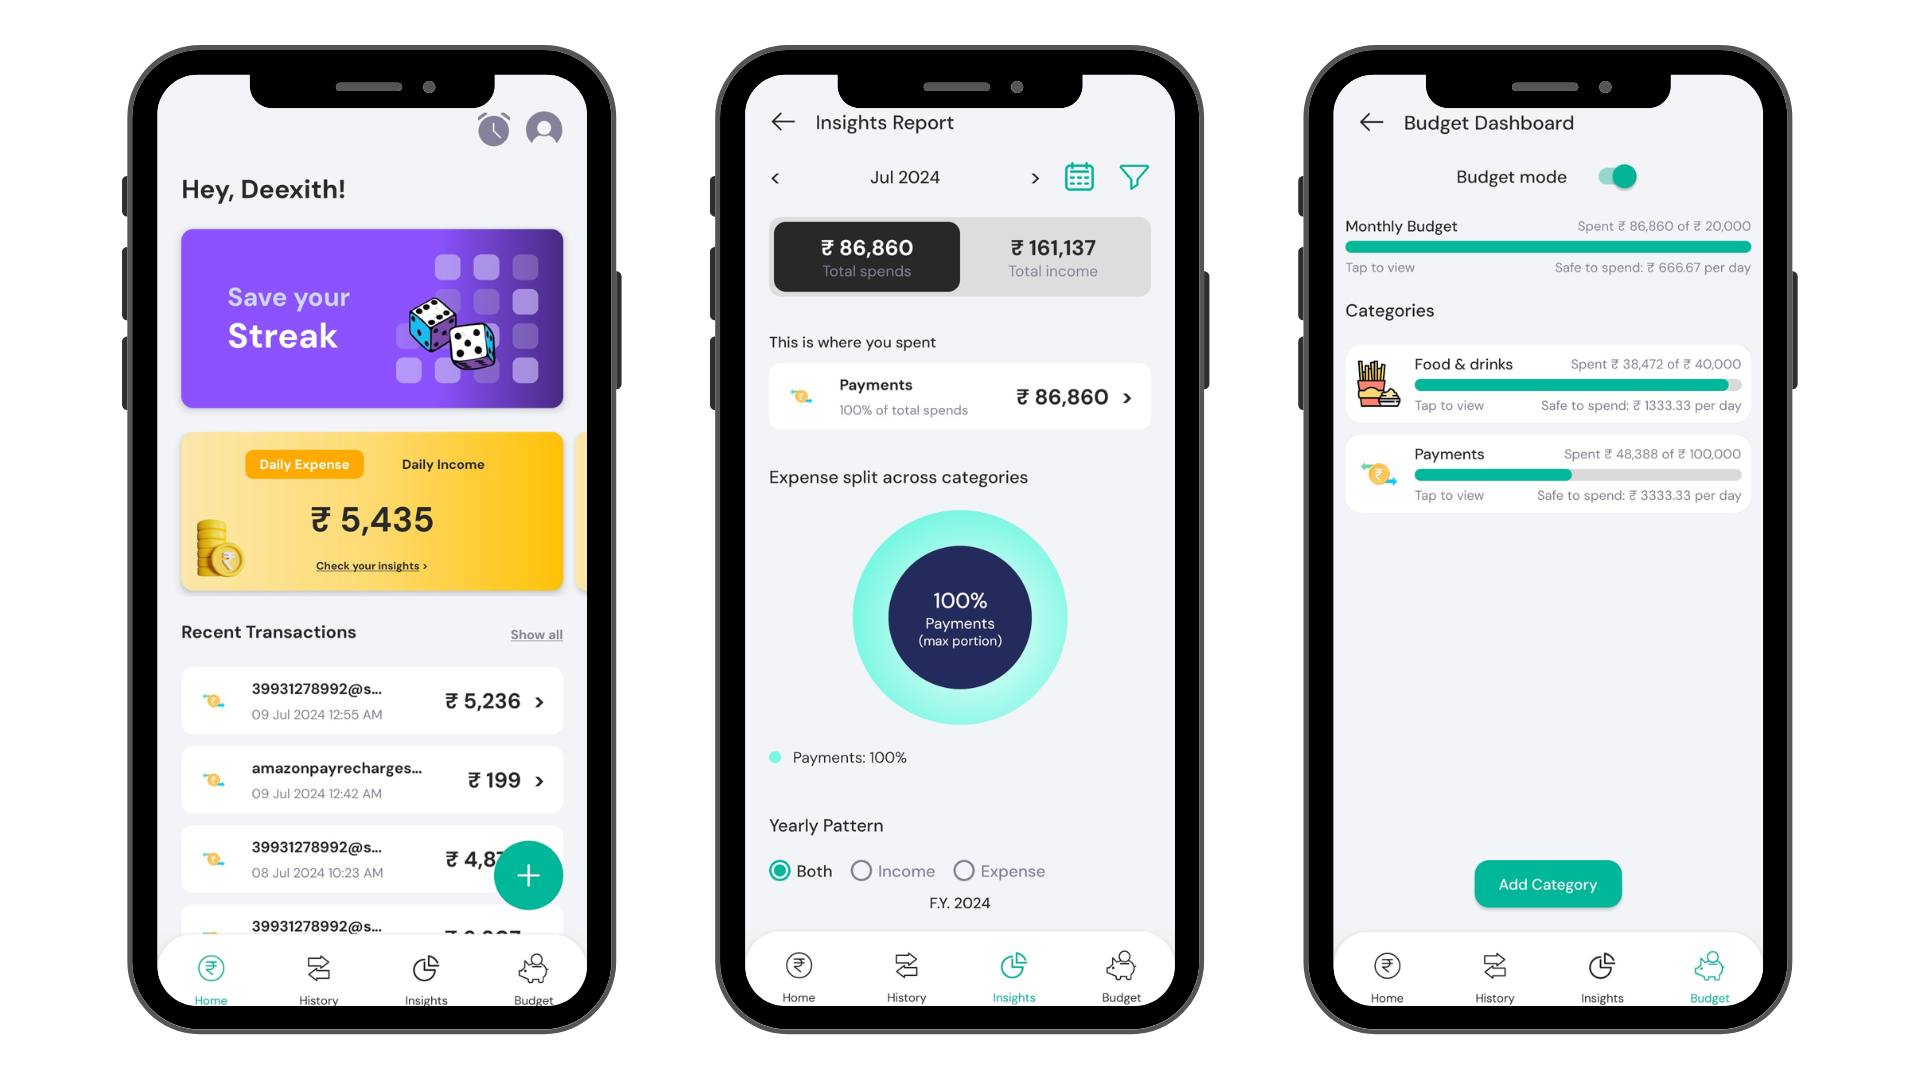 Hey, Deexith!
Save your
Streak
Daily Expense
Daily Income
₹ 5,435
Check your insights >
Recent Transactions
Show all
39931278992@s...
09 Jul 2024 12:55 AM
₹ 5,236 >
amazonpayrecharges...
09 Jul 2024 12:42 AM
₹ 199 >
39931278992@s...
08 Jul 2024 10:23 AM
₹ 4,8
39931278992@s...
Home
History
Insights
Budget
Insights Report
< Jul 2024 >
₹ 86,860
Total spends
₹ 161,137
Total income
This is where you spent
Payments
100% of total spends
₹ 86,860 >
Expense split across categories
100%
Payments
(max portion)
Payments: 100%
Yearly Pattern
Both
Income
Expense
F.Y. 2024
Home
History
Insights
Budget
Budget Dashboard
Budget mode
Monthly Budget
Spent ₹ 86,860 of ₹ 20,000
Tap to view
Safe to spend: ₹ 666.67 per day
Categories
Food & drinks
Spent ₹ 38,472 of ₹ 40,000
Tap to view
Safe to spend: ₹ 1333.33 per day
Payments
Spent ₹ 48,388 of ₹ 100,000
Tap to view
Safe to spend: ₹ 3333.33 per day
Add Category
Home
History
Insights
Budget